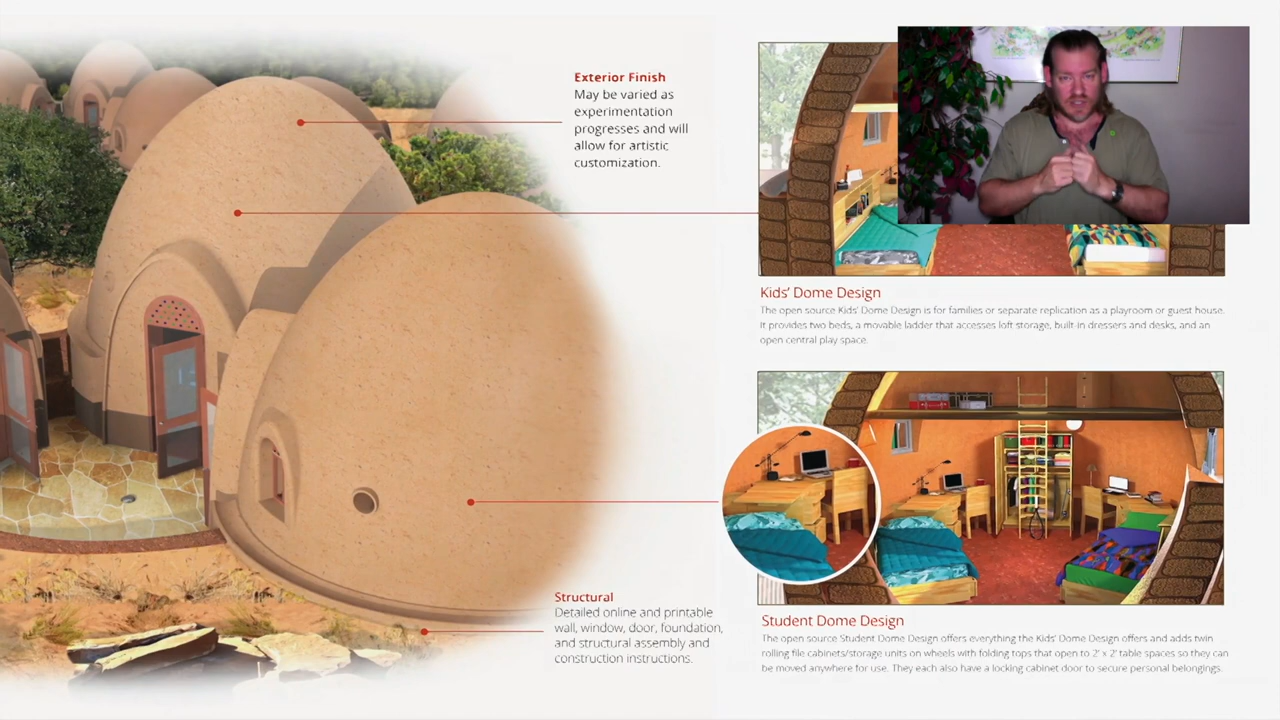 Exterior Finish
May be varied as
experimentation
progresses and will
allow for artistic
customization.
Structural
Detailed online and printable
wall, window, door, foundation,
and structural assembly and
construction instructions.
Kids' Dome Design
The open source Kids' Dome Design is for families or separate replication as a playroom or guest house.
It provides two beds, a movable ladder that accesses loft storage, built-in dressers and desks, and an
open central play space.
Student Dome Design
The open source Student Dome Design offers everything the Kids' Dome Design offers and adds twin
rolling file cabinets/storage units on wheels with folding tops that open to 2' x 2' table spaces so they can
be moved anywhere for use. They each also have a locking cabinet door to secure personal belongings.